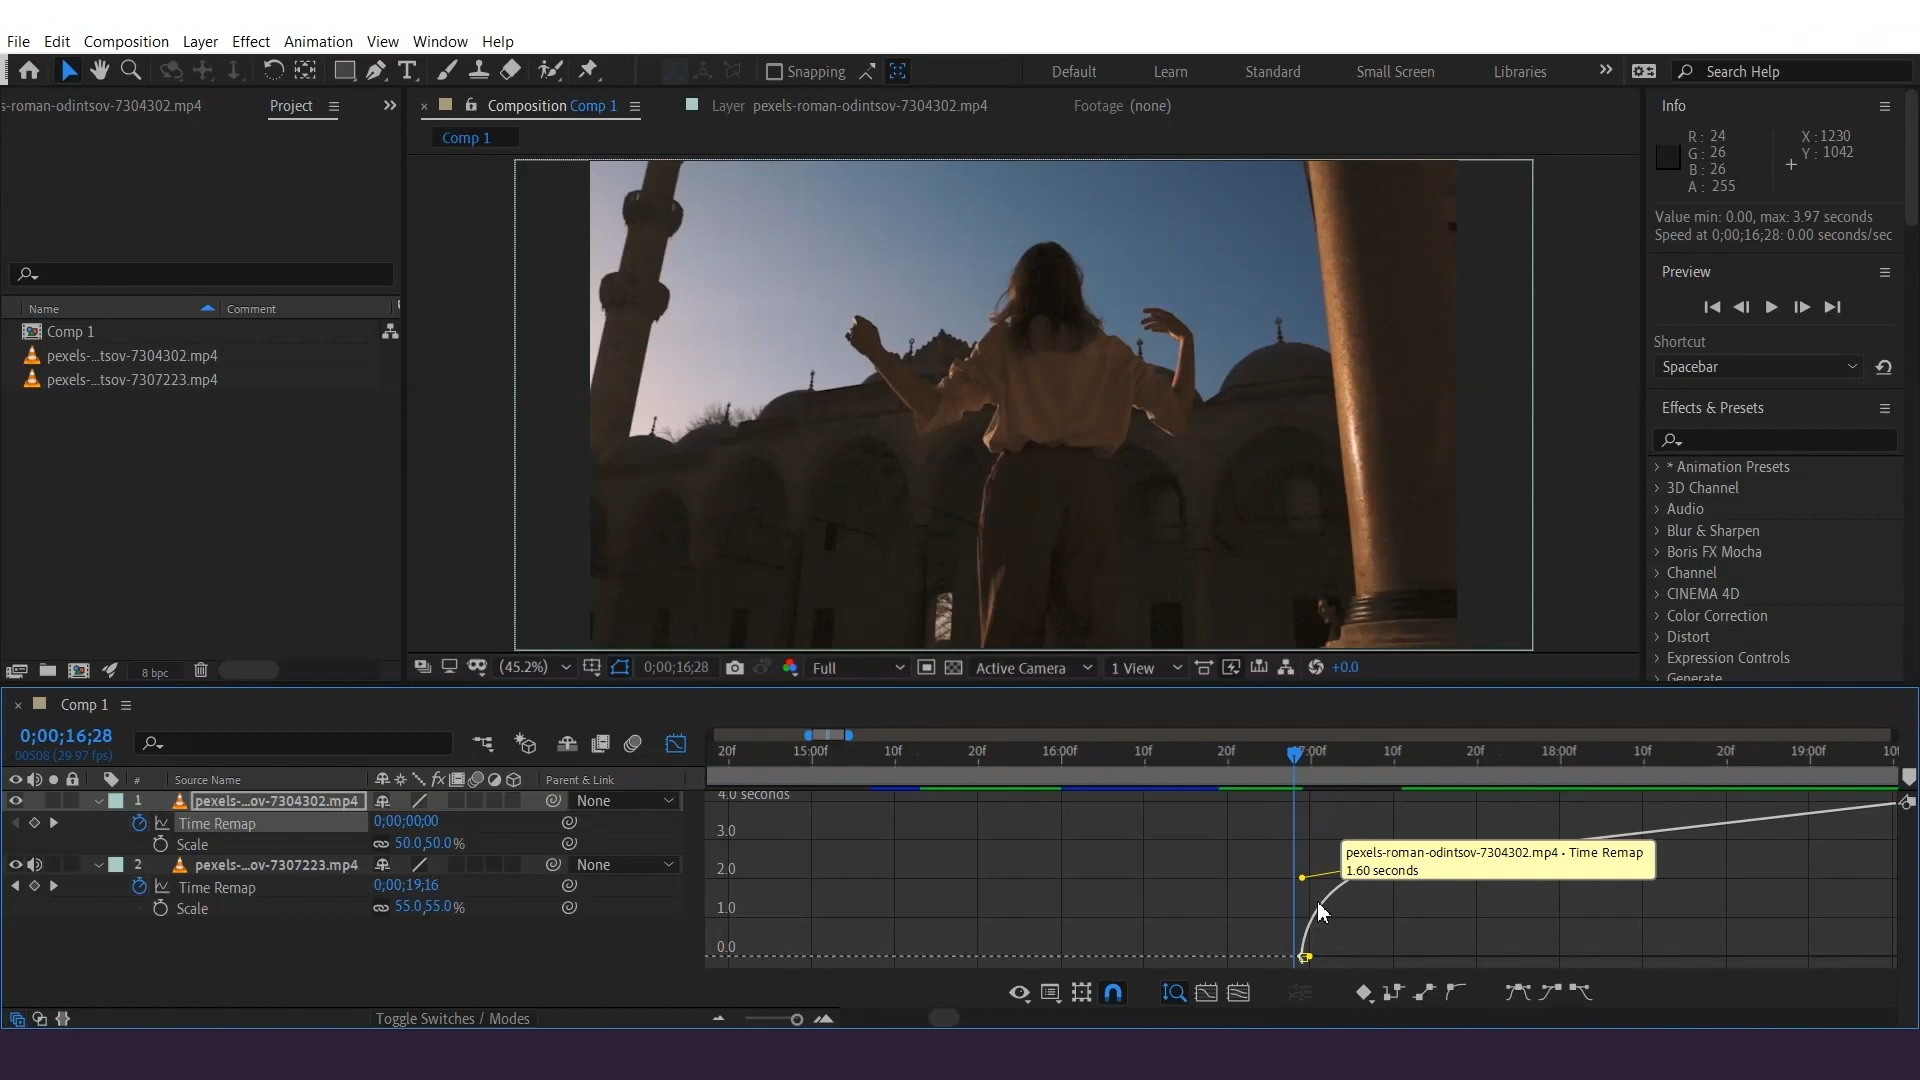 File Edit Composition Layer Effect Animation View Window Help
Snapping
Default Learn Standard Small Screen Libraries
Search Help
s-roman-odintsov-7304302.mp4 Project
Composition Comp 1
Layer pexels-roman-odintsov-7304302.mp4
Footage (none)
Comp 1
Info
R: 24
G: 26
B: 26
A: 255
X: 1230
Y: 1042
Value min: 0.00, max: 3.97 seconds
Speed at 0;00;16;28: 0.00 seconds/sec
Preview
Shortcut
Spacebar
Effects & Presets
* Animation Presets
3D Channel
Audio
Blur & Sharpen
Boris FX Mocha
Channel
CINEMA 4D
Color Correction
Distort
Expression Controls
Generate
Name Comment
Comp 1
pexels-...tsov-7304302.mp4
pexels-...tsov-7307223.mp4
8 bpc
(45.2%) 0;00;16;28 Full Active Camera 1 View +0.0
Comp 1
0;00;16;28
00508 (29.97 fps)
20f 15:00f 10f 20f 16:00f 10f 20f 17:00f 10f 20f 18:00f 10f 20f 19:00f 10
# Source Name Parent & Link
1 pexels-...ov-7304302.mp4 None
Time Remap 0;00;00;00
Scale 50.0,50.0%
2 pexels-...ov-7307223.mp4 None
Time Remap 0;00;19;16
Scale 55.0,55.0%
4.0 seconds
3.0
2.0
1.0
0.0
pexels-roman-odintsov-7304302.mp4 • Time Remap
1.60 seconds
Toggle Switches / Modes